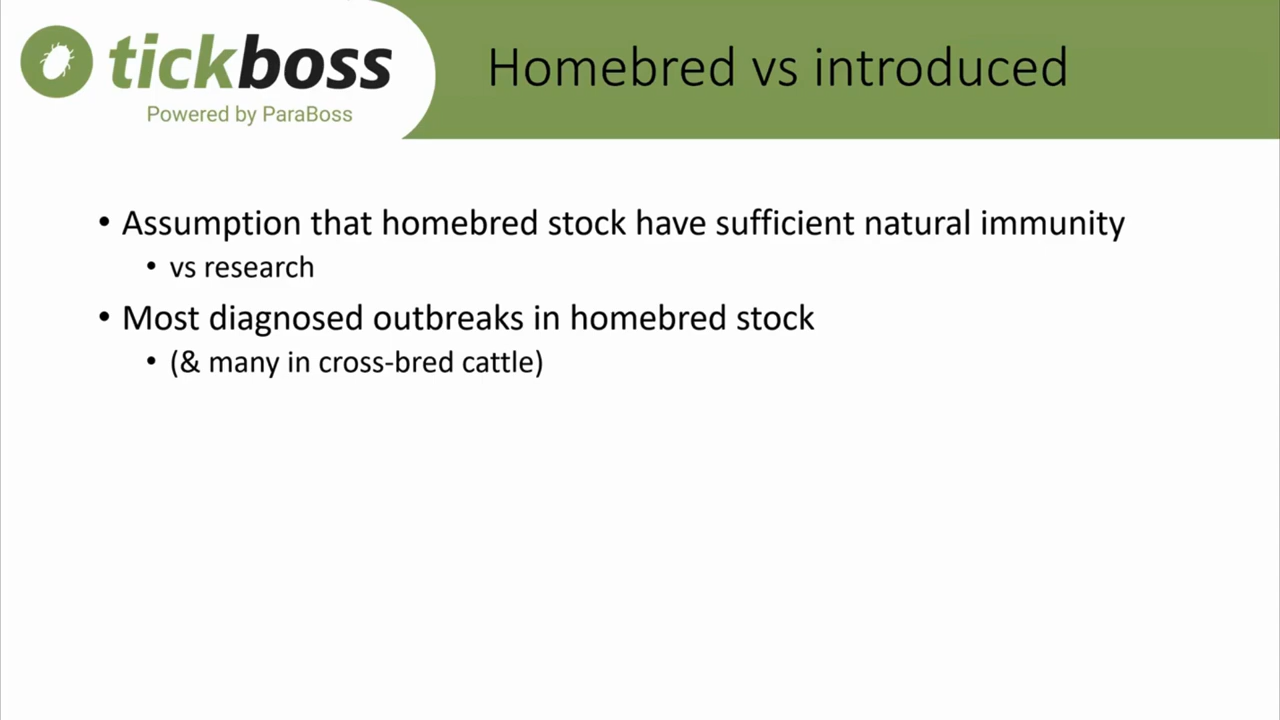 tickboss
Powered by ParaBoss
Homebred vs introduced
• Assumption that homebred stock have sufficient natural immunity
• vs research
• Most diagnosed outbreaks in homebred stock
• (& many in cross-bred cattle)